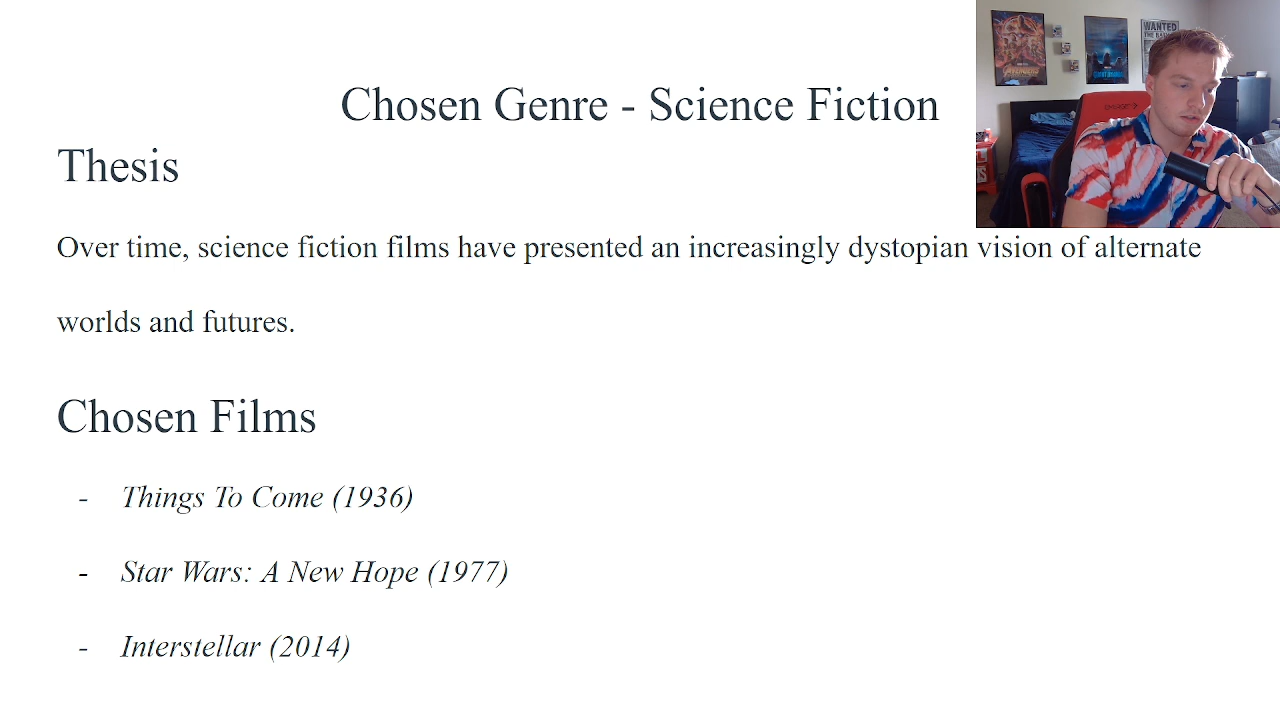 Chosen Genre - Science Fiction
Thesis
Over time, science fiction films have presented an increasingly dystopian vision of alternate
worlds and futures.
Chosen Films
- Things To Come (1936)
- Star Wars: A New Hope (1977)
- Interstellar (2014)
AVENGERS
WANTED